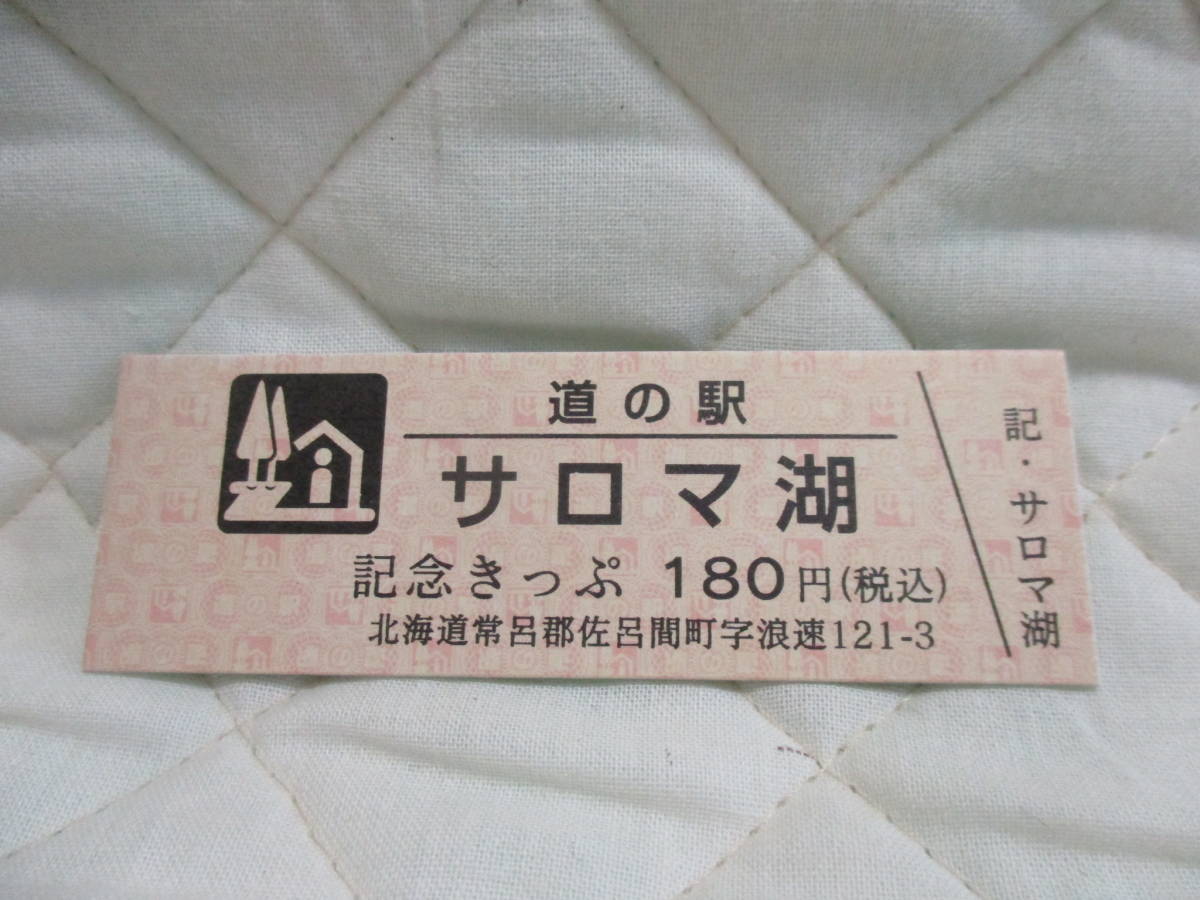 道の駅
サロマ湖
記念きっぷ 180円(税込)
北海道常呂郡佐呂間町字浪速121-3
記・サロマ湖